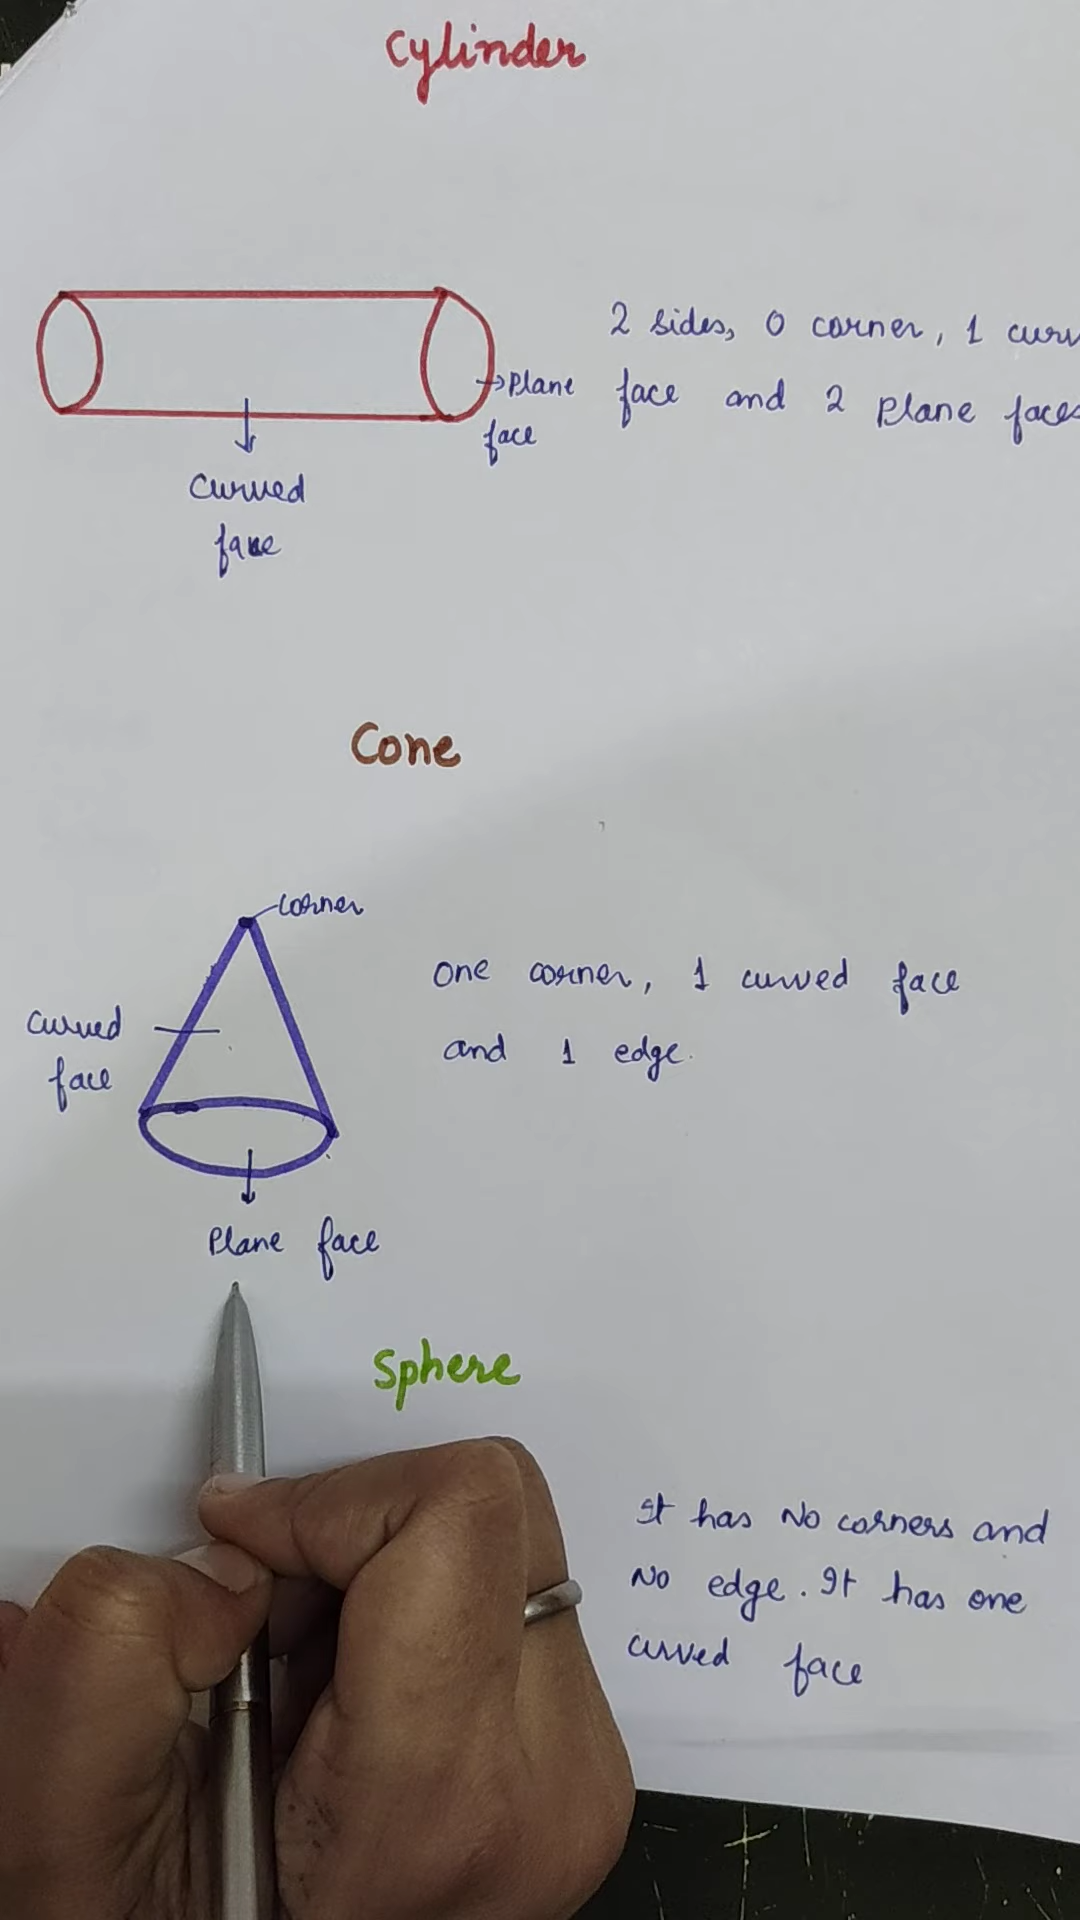 Cylinder
2 sides, 0 corner, 1 curv
face and 2 Plane faces
Plane
face
Curved
face
Cone
corner
one corner, 1 curved face
and 1 edge.
Curved
face
Plane face
Sphere
It has No corners and
No edge. It has one
curved face